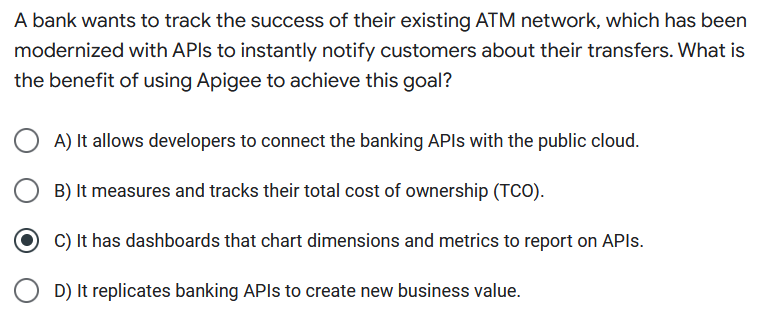 A bank wants to track the success of their existing ATM network, which has been
modernized with APIs to instantly notify customers about their transfers. What is
the benefit of using Apigee to achieve this goal?
A) It allows developers to connect the banking APIs with the public cloud.
B) It measures and tracks their total cost of ownership (TCO).
C) It has dashboards that chart dimensions and metrics to report on APIs.
D) It replicates banking APIs to create new business value.